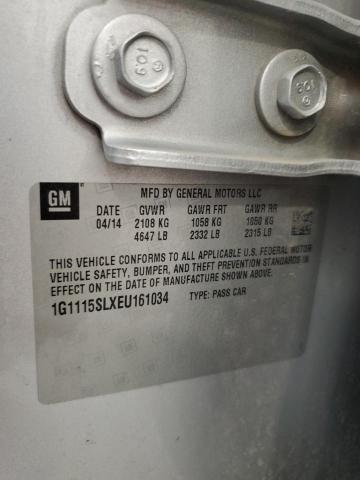 10.9
GM
MFD BY GENERAL MOTORS LLC
DATE GVWR GAWR FRT GAWR RR
04/14 2108 KG 1058 KG 1050 KG
4647 LB 2332 LB 2315 LB
THIS VEHICLE CONFORMS TO ALL APPLICABLE U.S. FEDERAL MOTOR
VEHICLE SAFETY, BUMPER, AND THEFT PREVENTION STANDARDS IN
EFFECT ON THE DATE OF MANUFACTURE SHOWN ABOVE.
1G1115SLXEU161034 TYPE: PASS CAR